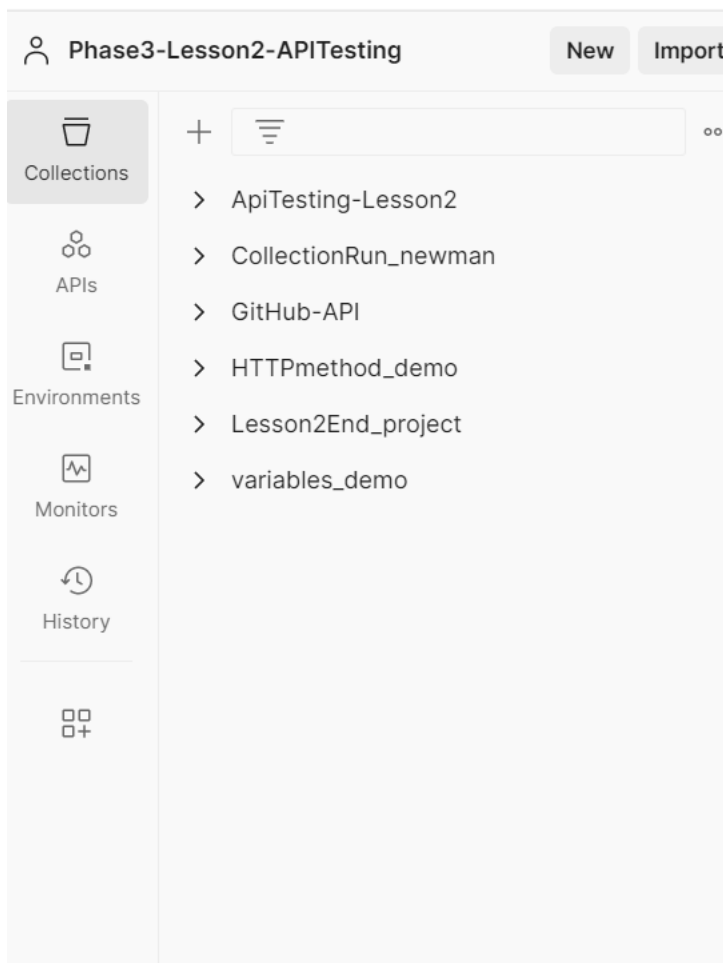 Phase3-Lesson2-APITesting
New
Import
Collections
APIs
Environments
Monitors
History
ApiTesting-Lesson2
CollectionRun_newman
GitHub-API
HTTPmethod_demo
Lesson2End_project
variables_demo